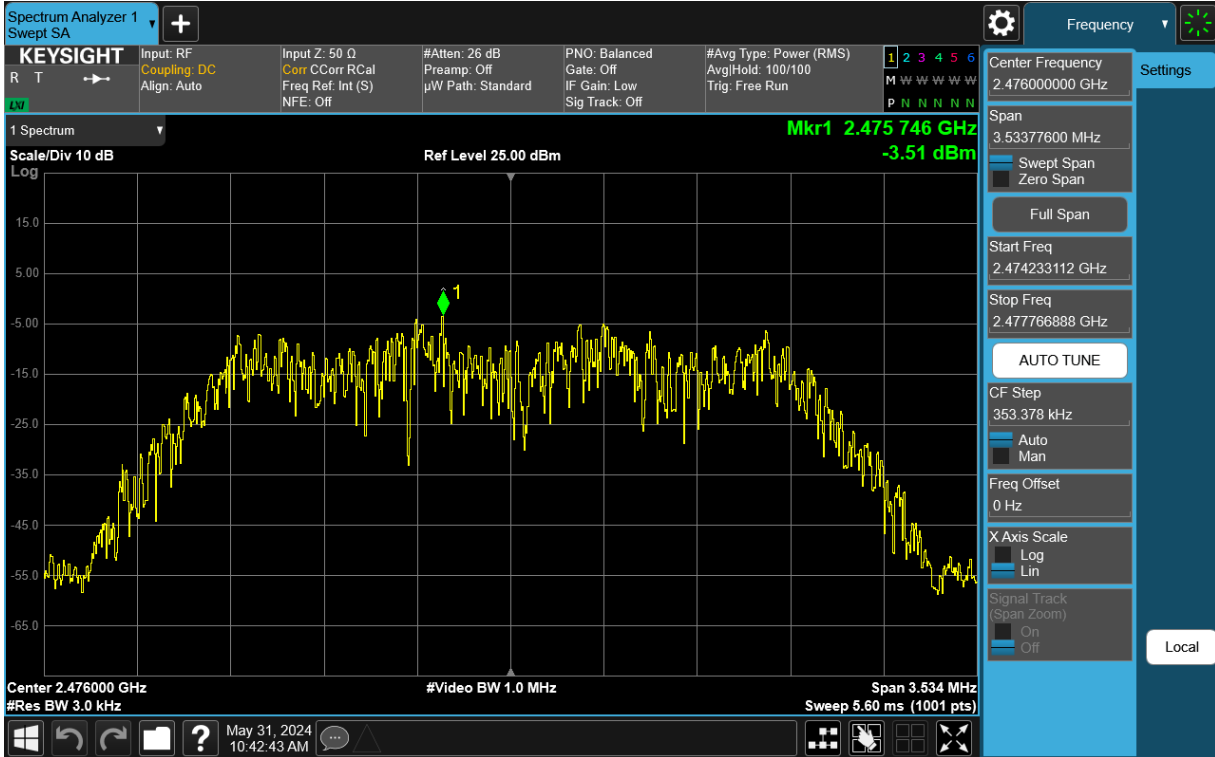 Spectrum Analyzer 1
Swept SA
Frequency
KEYSIGHT
R T
LXI
Input: RF
Coupling: DC
Align: Auto
Input Z: 50 Ω
Corr CCorr RCal
Freq Ref: Int (S)
NFE: Off
#Atten: 26 dB
Preamp: Off
µW Path: Standard
PNO: Balanced
Gate: Off
IF Gain: Low
Sig Track: Off
#Avg Type: Power (RMS)
Avg|Hold: 100/100
Trig: Free Run
1 2 3 4 5 6
M W W W W W
P N N N N N
1 Spectrum
Mkr1 2.475 746 GHz
-3.51 dBm
Scale/Div 10 dB
Ref Level 25.00 dBm
Log
15.0
5.00
-5.00
-15.0
-25.0
-35.0
-45.0
-55.0
-65.0
1
Center 2.476000 GHz
#Video BW 1.0 MHz
Span 3.534 MHz
#Res BW 3.0 kHz
Sweep 5.60 ms (1001 pts)
Center Frequency
2.476000000 GHz
Span
3.53377600 MHz
Swept Span
Zero Span
Full Span
Start Freq
2.474233112 GHz
Stop Freq
2.477766888 GHz
AUTO TUNE
CF Step
353.378 kHz
Auto
Man
Freq Offset
0 Hz
X Axis Scale
Log
Lin
Signal Track
(Span Zoom)
On
Off
Settings
Local
?
May 31, 2024
10:42:43 AM